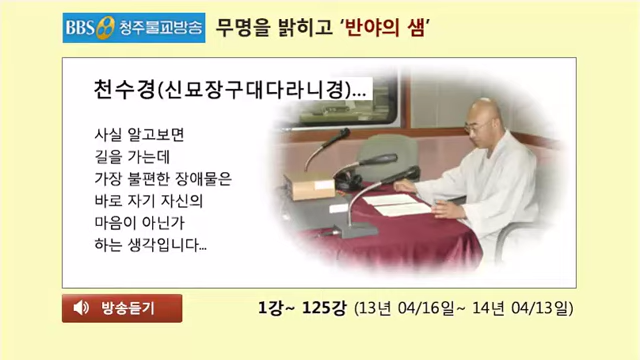 BBS 청주불교방송 무명을 밝히고 '반야의 샘'
천수경(신묘장구대다라니경)...
사실 알고보면
길을 가는데
가장 불편한 장애물은
바로 자기 자신의
마음이 아닌가
하는 생각입니다...
방송듣기 1강~ 125강 (13년 04/16일~ 14년 04/13일)